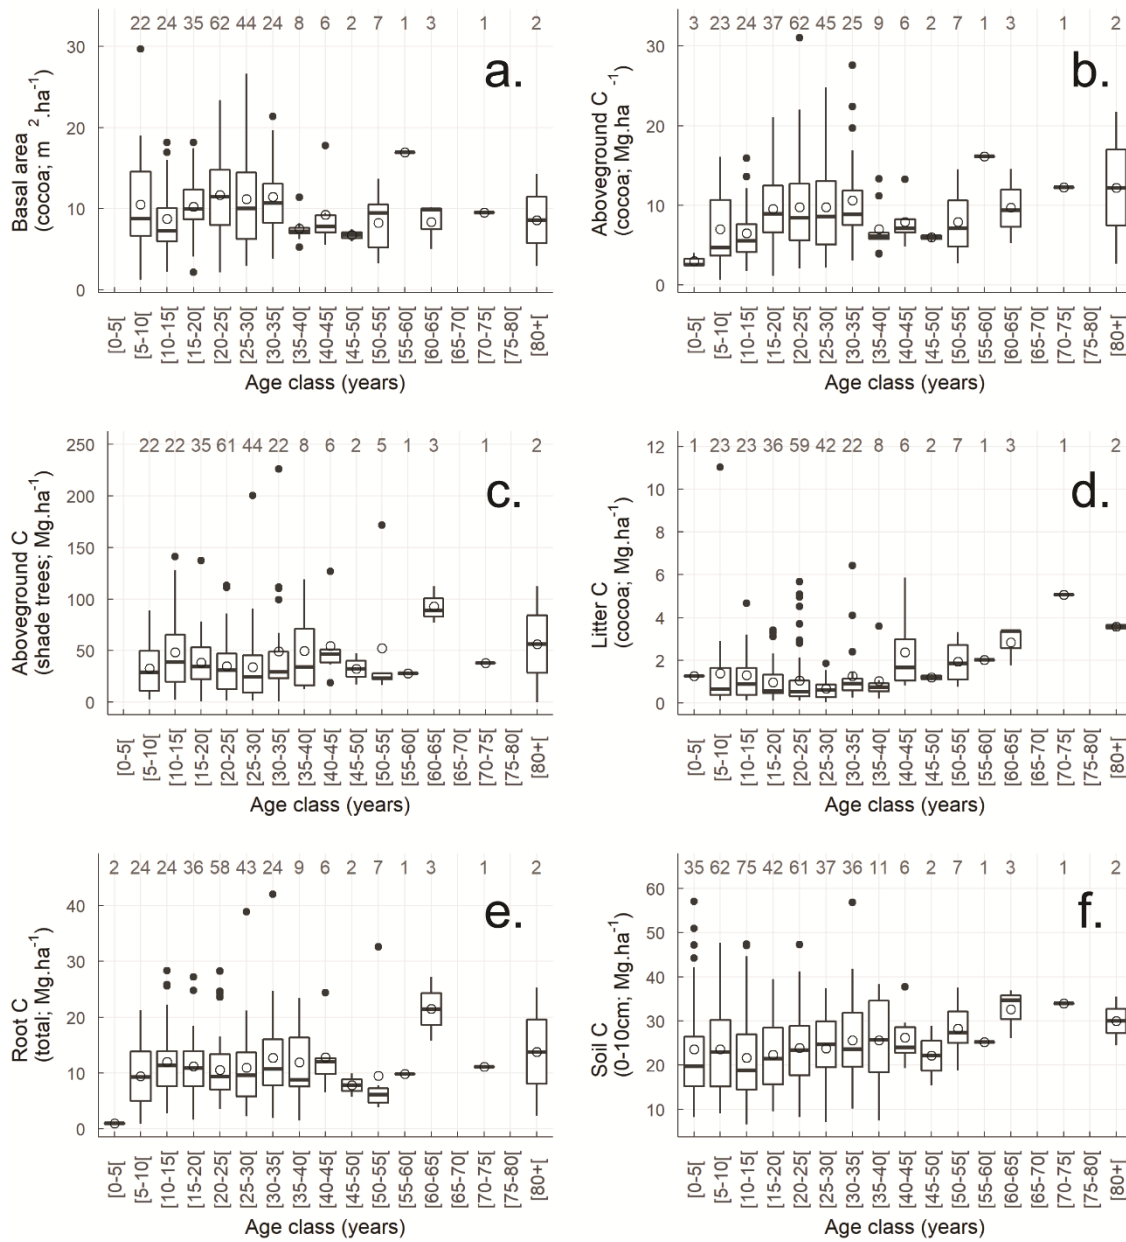 22 24 35 62 44 24 8 6 2 7 1 3 1 2
a.
Basal area
(cocoa; m ².ha⁻¹)
30
20
10
0
[0-5[ [5-10[ [10-15[ [15-20[ [20-25[ [25-30[ [30-35[ [35-40[ [40-45[ [45-50[ [50-55[ [55-60[ [60-65[ [65-70[ [70-75[ [75-80[ [80+[
Age class (years)
3 23 24 37 62 45 25 9 6 2 7 1 3 1 2
b.
Aboveground C
(cocoa; Mg.ha⁻¹)
30
20
10
0
[0-5[ [5-10[ [10-15[ [15-20[ [20-25[ [25-30[ [30-35[ [35-40[ [40-45[ [45-50[ [50-55[ [55-60[ [60-65[ [65-70[ [70-75[ [75-80[ [80+[
Age class (years)
22 22 35 61 44 22 8 6 2 5 1 3 1 2
c.
Aboveground C
(shade trees; Mg.ha⁻¹)
250
200
150
100
50
0
[0-5[ [5-10[ [10-15[ [15-20[ [20-25[ [25-30[ [30-35[ [35-40[ [40-45[ [45-50[ [50-55[ [55-60[ [60-65[ [65-70[ [70-75[ [75-80[ [80+[
Age class (years)
1 23 23 36 59 42 22 8 6 2 7 1 3 1 2
d.
Litter C
(cocoa; Mg.ha⁻¹)
12
10
8
6
4
2
0
[0-5[ [5-10[ [10-15[ [15-20[ [20-25[ [25-30[ [30-35[ [35-40[ [40-45[ [45-50[ [50-55[ [55-60[ [60-65[ [65-70[ [70-75[ [75-80[ [80+[
Age class (years)
2 24 24 36 58 43 24 9 6 2 7 1 3 1 2
e.
Root C
(total; Mg.ha⁻¹)
40
30
20
10
0
[0-5[ [5-10[ [10-15[ [15-20[ [20-25[ [25-30[ [30-35[ [35-40[ [40-45[ [45-50[ [50-55[ [55-60[ [60-65[ [65-70[ [70-75[ [75-80[ [80+[
Age class (years)
35 62 75 42 61 37 36 11 6 2 7 1 3 1 2
f.
Soil C
(0-10cm; Mg.ha⁻¹)
60
50
40
30
20
10
[0-5[ [5-10[ [10-15[ [15-20[ [20-25[ [25-30[ [30-35[ [35-40[ [40-45[ [45-50[ [50-55[ [55-60[ [60-65[ [65-70[ [70-75[ [75-80[ [80+[
Age class (years)